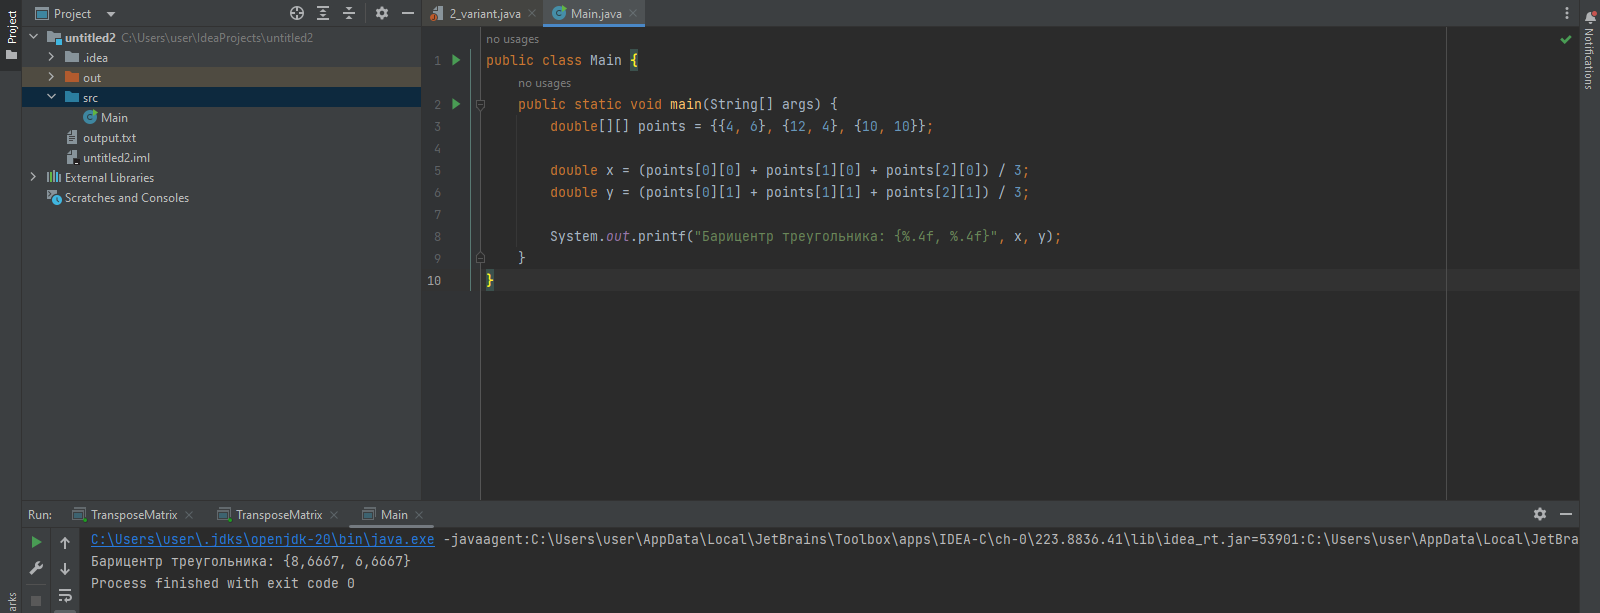 Project
Project
untitled2 C:\Users\user\IdeaProjects\untitled2
.idea
out
src
Main
output.txt
untitled2.iml
External Libraries
Scratches and Consoles
2_variant.java Main.java
no usages
1 public class Main {
no usages
2 public static void main(String[] args) {
3 double[][] points = {{4, 6}, {12, 4}, {10, 10}};
4
5 double x = (points[0][0] + points[1][0] + points[2][0]) / 3;
6 double y = (points[0][1] + points[1][1] + points[2][1]) / 3;
7
8 System.out.printf("Барицентр треугольника: {%.4f, %.4f}", x, y);
9 }
10 }
Notifications
Run: TransposeMatrix TransposeMatrix Main
C:\Users\user\.jdks\openjdk-20\bin\java.exe -javaagent:C:\Users\user\AppData\Local\JetBrains\Toolbox\apps\IDEA-C\ch-0\223.8836.41\lib\idea_rt.jar=53901:C:\Users\user\AppData\Local\JetBra
Барицентр треугольника: {8,6667, 6,6667}
Process finished with exit code 0
arks